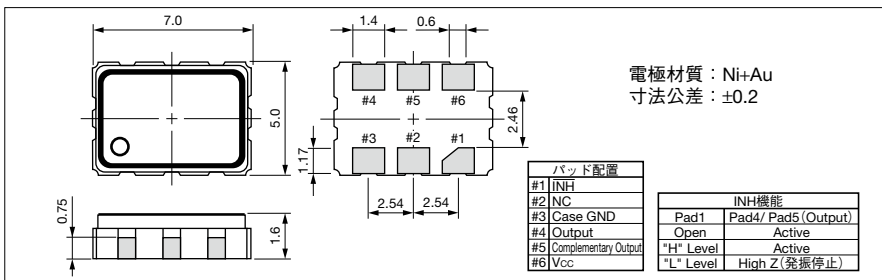 7.0
5.0
0.75
1.6
1.4
0.6
#4 #5 #6
#3 #2 #1
2.46
1.17
2.54 2.54
電極材質：Ni+Au
寸法公差：±0.2
パッド配置
#1 INH
#2 NC
#3 Case GND
#4 Output
#5 Complementary Output
#6 Vcc
INH機能
Pad1 Pad4/ Pad5(Output)
Open Active
"H" Level Active
"L" Level High Z(発振停止)